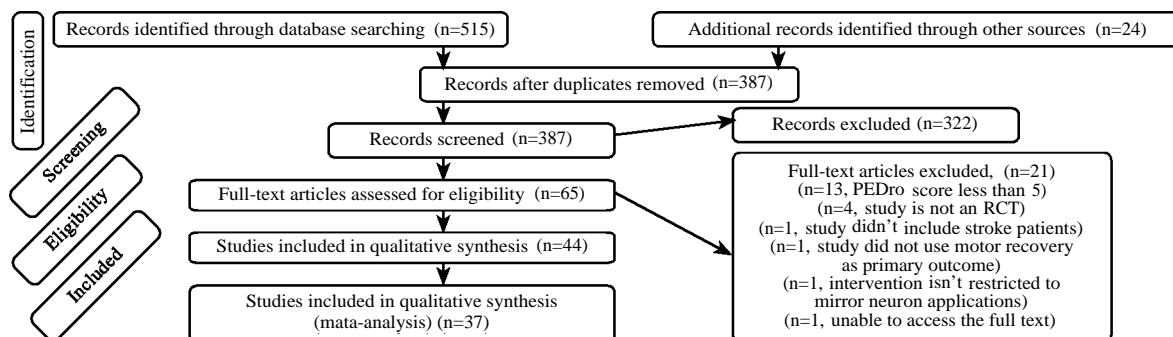 Identification
Screening
Eligibility
Included
Records identified through database searching (n=515)
Additional records identified through other sources (n=24)
Records after duplicates removed (n=387)
Records screened (n=387)
Records excluded (n=322)
Full-text articles assessed for eligibility (n=65)
Full-text articles excluded, (n=21)
(n=13, PEDro score less than 5)
(n=4, study is not an RCT)
(n=1, study didn't include stroke patients)
(n=1, study did not use motor recovery
as primary outcome)
(n=1, intervention isn't restricted to
mirror neuron applications)
(n=1, unable to access the full text)
Studies included in qualitative synthesis (n=44)
Studies included in qualitative synthesis
(mata-analysis) (n=37)